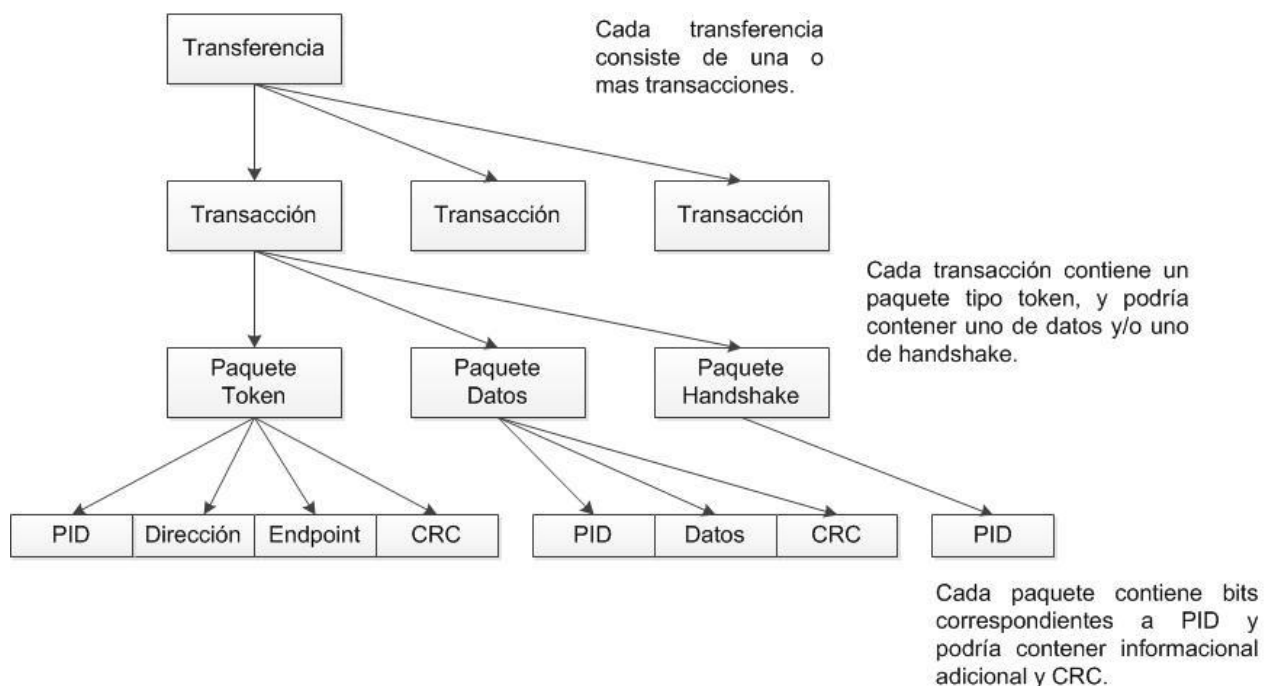 Transferencia
Cada transferencia
consiste de una o
mas transacciones.
Transacción
Transacción
Transacción
Cada transacción contiene un
paquete tipo token, y podría
contener uno de datos y/o uno
de handshake.
Paquete
Token
Paquete
Datos
Paquete
Handshake
PID
Dirección
Endpoint
CRC
PID
Datos
CRC
PID
Cada paquete contiene bits
correspondientes a PID y
podría contener informacional
adicional y CRC.